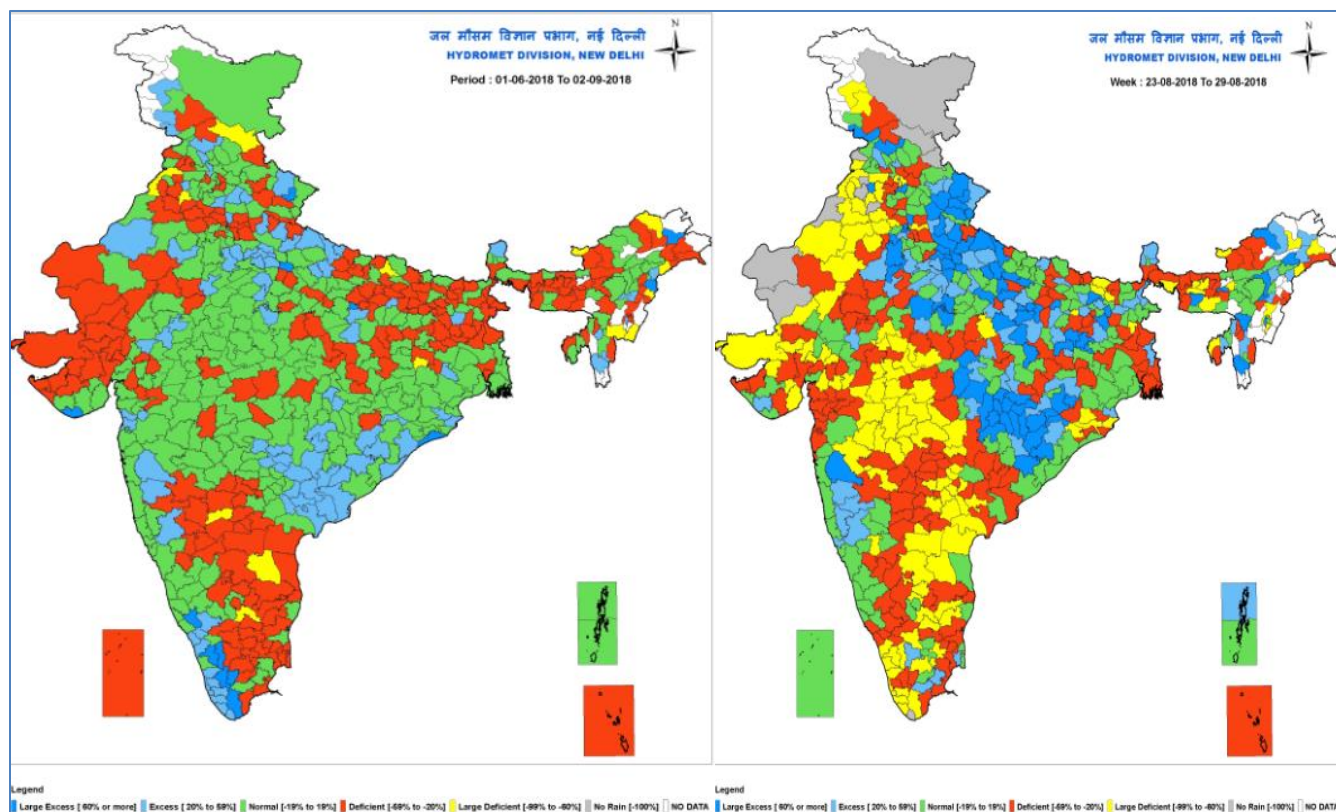 जल मौसम विज्ञान प्रभाग, नई दिल्ली
HYDROMET DIVISION, NEW DELHI
Period : 01-06-2018 To 02-09-2018
N
जल मौसम विज्ञान प्रभाग, नई दिल्ली
HYDROMET DIVISION, NEW DELHI
Week : 23-08-2018 To 29-08-2018
N
Legend
Large Excess [ 60% or more] Excess [ 20% to 59%] Normal [-19% to 19%] Deficient [-59% to -20%] Large Deficient [-99% to -60%] No Rain [-100%] NO DATA
Legend
Large Excess [ 60% or more] Excess [ 20% to 59%] Normal [-19% to 19%] Deficient [-59% to -20%] Large Deficient [-99% to -60%] No Rain [-100%] NO DATA